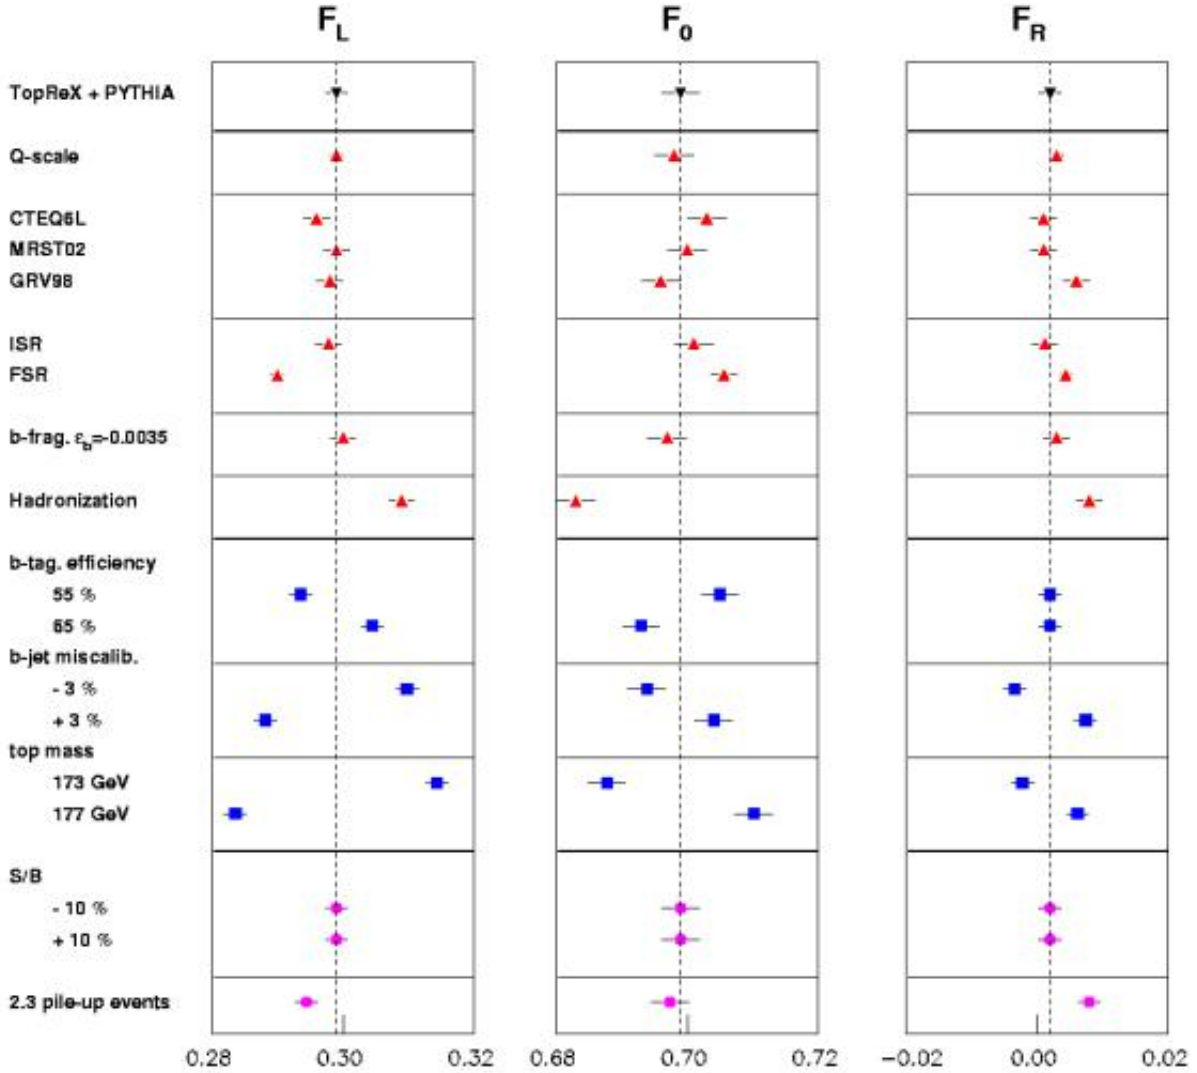 F_L F_0 F_R
TopReX + PYTHIA
Q-scale
CTEQ6L
MRST02
GRV98
ISR
FSR
b-frag. ε_b=-0.0035
Hadronization
b-tag. efficiency
55 %
65 %
b-jet miscalib.
- 3 %
+ 3 %
top mass
173 GeV
177 GeV
S/B
- 10 %
+ 10 %
2.3 pile-up events
0.28 0.30 0.32 0.68 0.70 0.72 −0.02 0.00 0.02